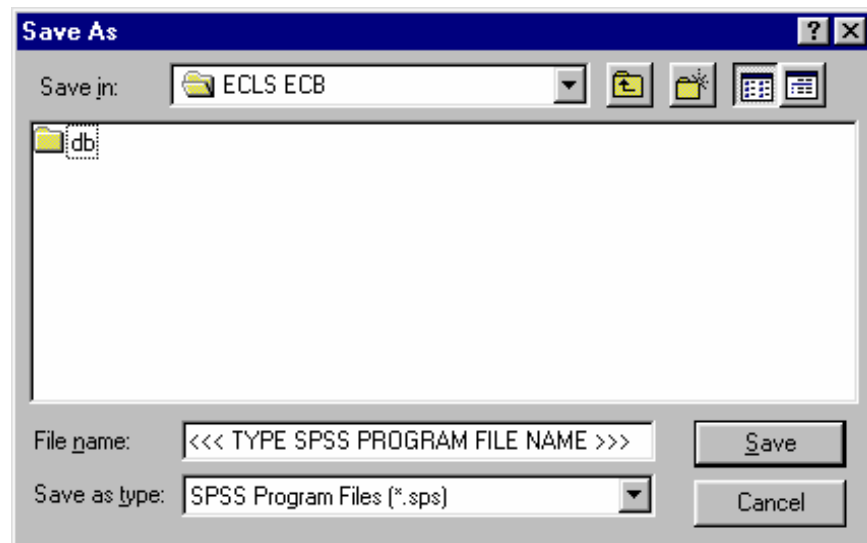 Save As
Save in: ECLS ECB
db
File name: <<< TYPE SPSS PROGRAM FILE NAME >>> Save
Save as type: SPSS Program Files (*.sps) Cancel